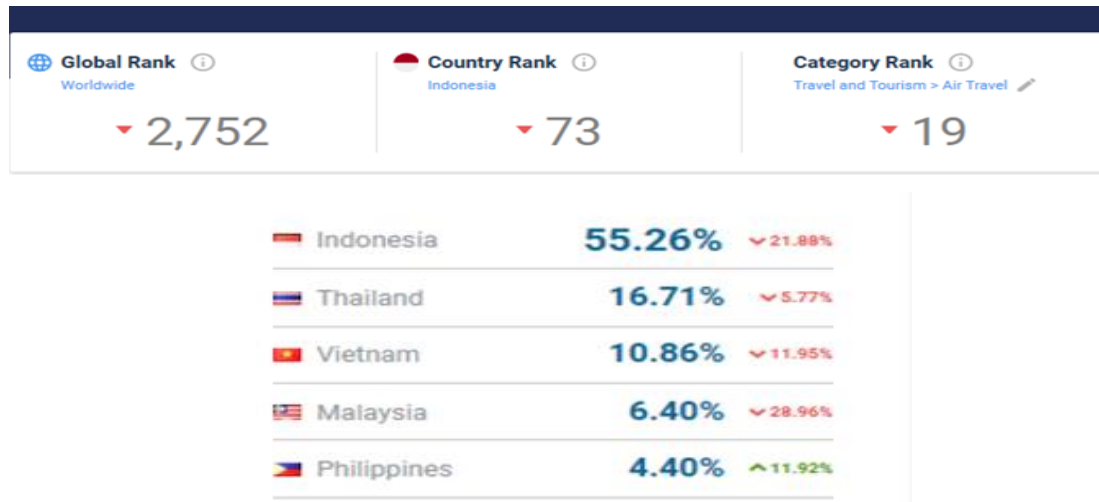 Global Rank Country Rank Category Rank
Worldwide Indonesia Travel and Tourism > Air Travel
2,752 73 19
Indonesia 55.26% 21.88%
Thailand 16.71% 5.77%
Vietnam 10.86% 11.95%
Malaysia 6.40% 28.96%
Philippines 4.40% 11.92%